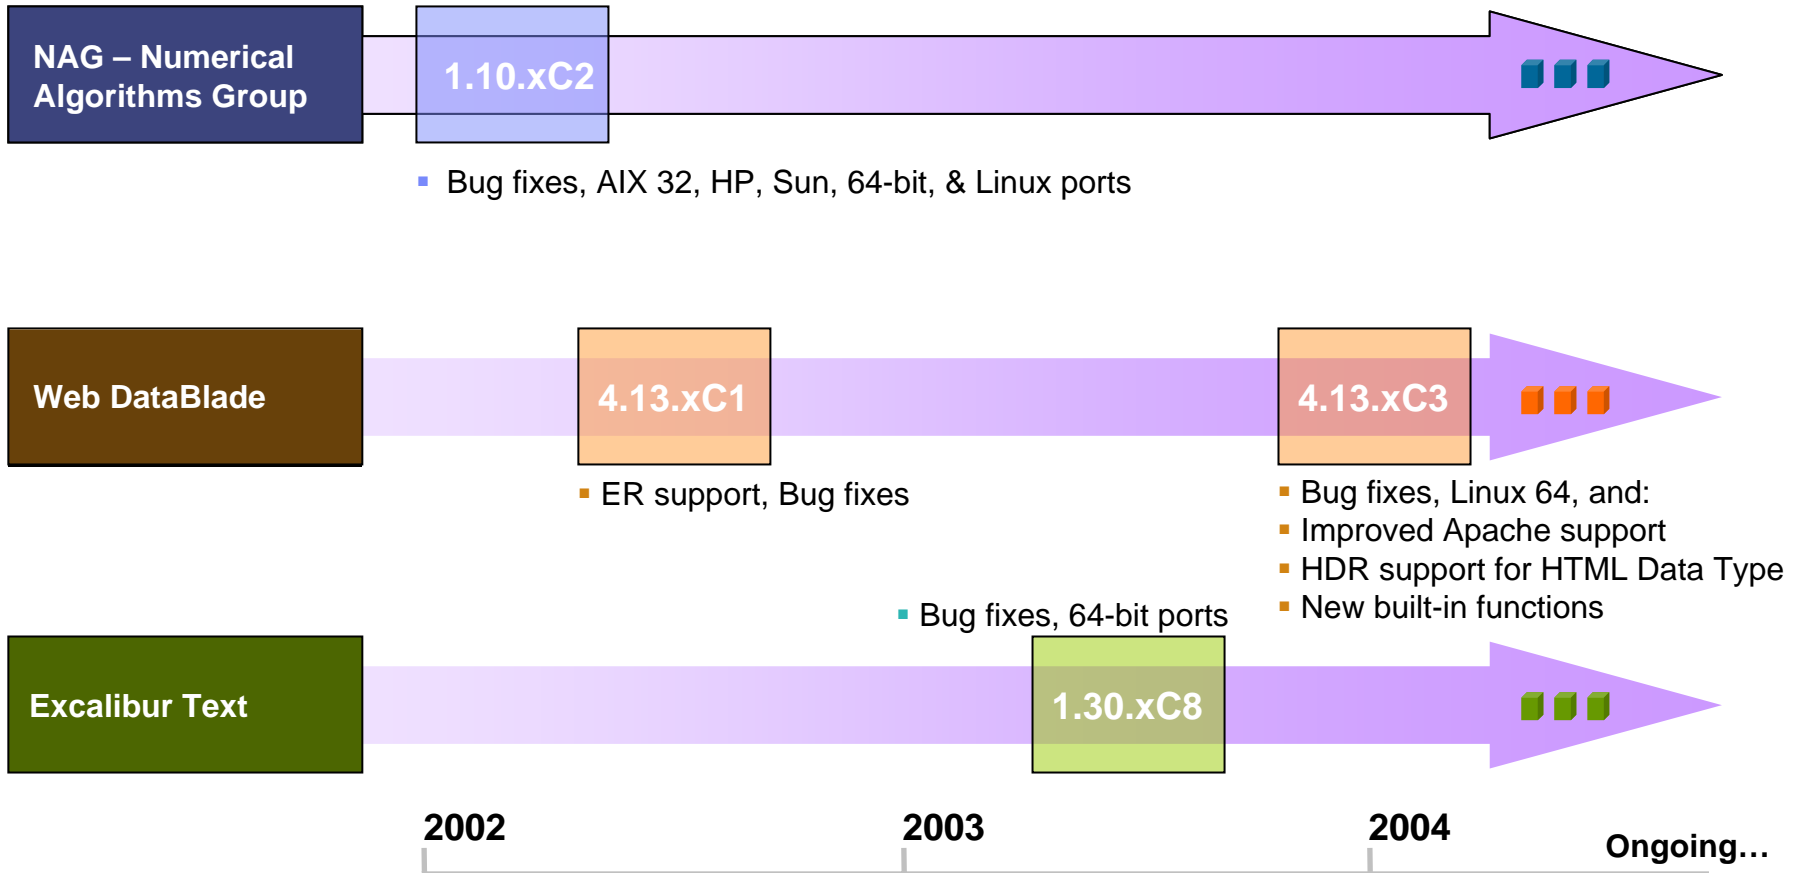 NAG – Numerical
Algorithms Group
1.10.xC2
Bug fixes, AIX 32, HP, Sun, 64-bit, & Linux ports
Web DataBlade
4.13.xC1
4.13.xC3
ER support, Bug fixes
Bug fixes, Linux 64, and:
Improved Apache support
HDR support for HTML Data Type
New built-in functions
Bug fixes, 64-bit ports
Excalibur Text
1.30.xC8
2002
2003
2004
Ongoing…